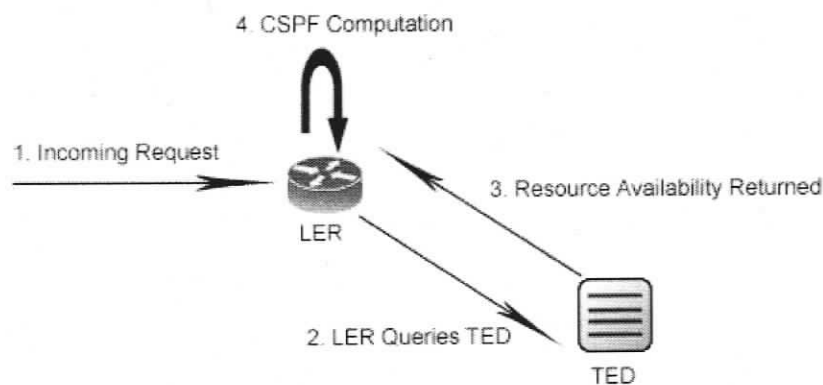 4. CSPF Computation
1. Incoming Request
3. Resource Availability Returned
LER
2. LER Queries TED
TED